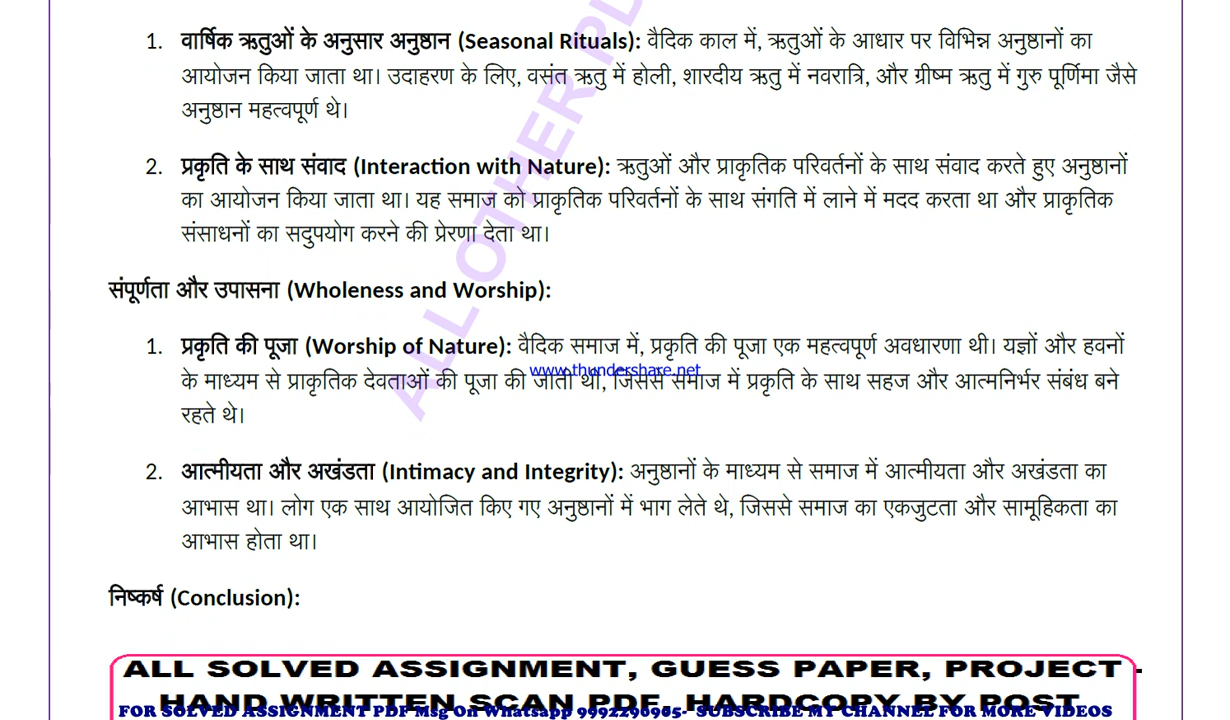 1. वार्षिक ऋतुओं के अनुसार अनुष्ठान (Seasonal Rituals): वैदिक काल में, ऋतुओं के आधार पर विभिन्न अनुष्ठानों का
आयोजन किया जाता था। उदाहरण के लिए, वसंत ऋतु में होली, शारदीय ऋतु में नवरात्रि, और ग्रीष्म ऋतु में गुरु पूर्णिमा जैसे
अनुष्ठान महत्वपूर्ण थे।
2. प्रकृति के साथ संवाद (Interaction with Nature): ऋतुओं और प्राकृतिक परिवर्तनों के साथ संवाद करते हुए अनुष्ठानों
का आयोजन किया जाता था। यह समाज को प्राकृतिक परिवर्तनों के साथ संगति में लाने में मदद करता था और प्राकृतिक
संसाधनों का सदुपयोग करने की प्रेरणा देता था।
संपूर्णता और उपासना (Wholeness and Worship):
1. प्रकृति की पूजा (Worship of Nature): वैदिक समाज में, प्रकृति की पूजा एक महत्वपूर्ण अवधारणा थी। यज्ञों और हवनों
www.thundershare.net
के माध्यम से प्राकृतिक देवताओं की पूजा की जाती थी, जिससे समाज में प्रकृति के साथ सहज और आत्मनिर्भर संबंध बने
रहते थे।
2. आत्मीयता और अखंडता (Intimacy and Integrity): अनुष्ठानों के माध्यम से समाज में आत्मीयता और अखंडता का
आभास था। लोग एक साथ आयोजित किए गए अनुष्ठानों में भाग लेते थे, जिससे समाज का एकजुटता और सामूहिकता का
आभास होता था।
निष्कर्ष (Conclusion):
ALL OTHER P
ALL SOLVED ASSIGNMENT, GUESS PAPER, PROJECT -
HAND WRITTEN SCAN PDF, HARDCOPY BY POST
FOR SOLVED ASSIGNMENT PDF Msg On Whatsapp 9992296905- SUBSCRIBE MY CHANNEL FOR MORE VIDEOS